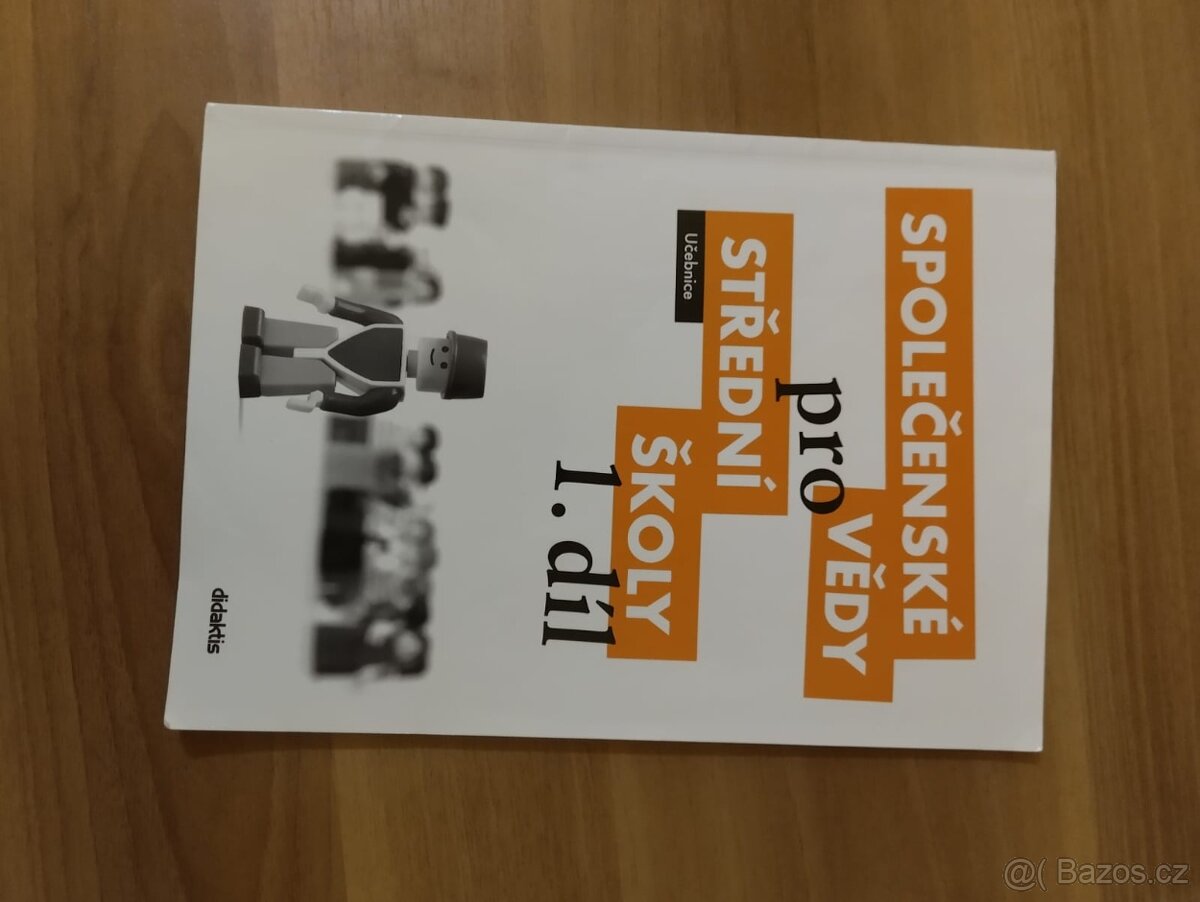 SPOLEČENSKÉ
VĚDY
pro
STŘEDNÍ
ŠKOLY
Učebnice
1. díl
didaktis
@( Bazos.cz